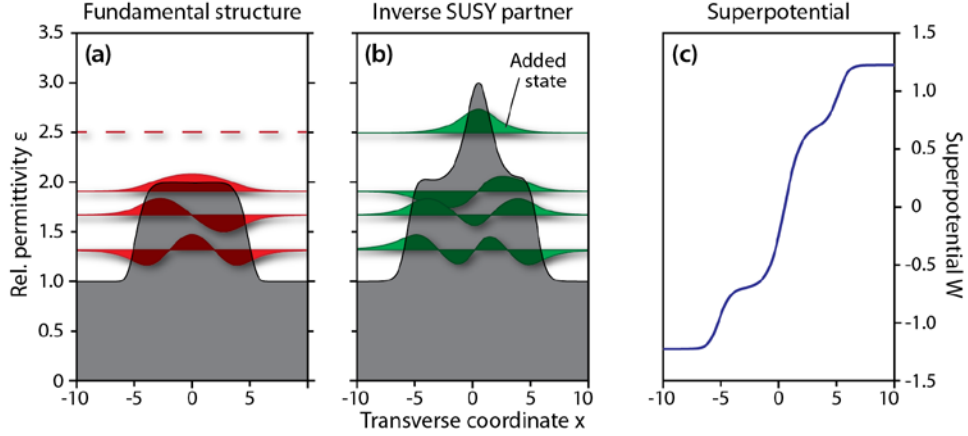 Fundamental structure
Inverse SUSY partner
Superpotential
(a)
(b)
(c)
Added
state
Rel. permittivity ε
3.5
3.0
2.5
2.0
1.5
1.0
0.5
0
-10
-5
0
5
10
-10
-5
0
5
10
-10
-5
0
5
10
Transverse coordinate x
1.5
1.0
0.5
0
-0.5
-1.0
-1.5
Superpotential W